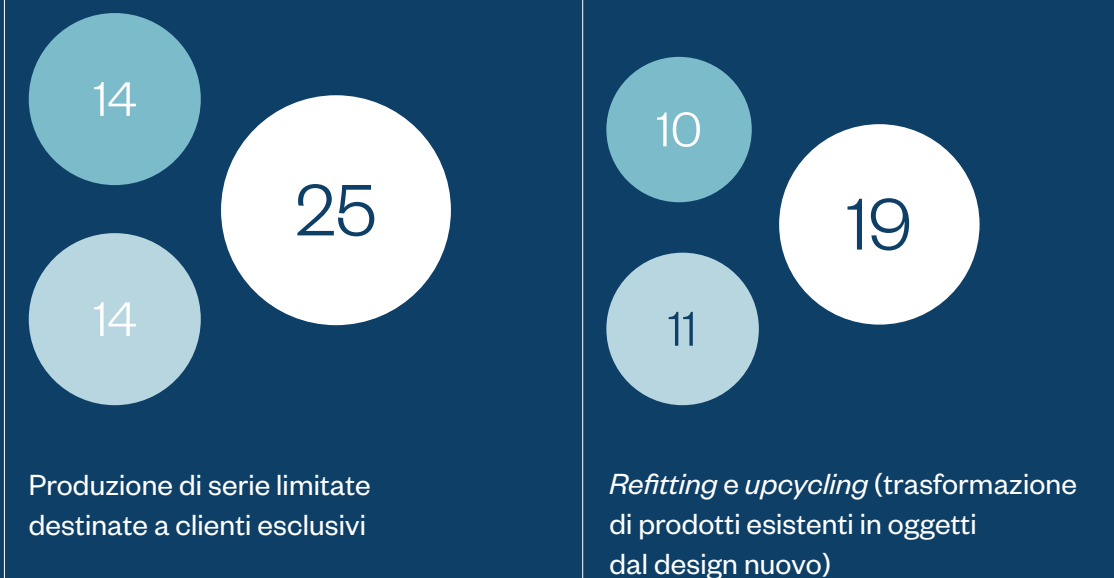 14
25
14
Produzione di serie limitate
destinate a clienti esclusivi
10
19
11
Refitting e upcycling (trasformazione
di prodotti esistenti in oggetti
dal design nuovo)